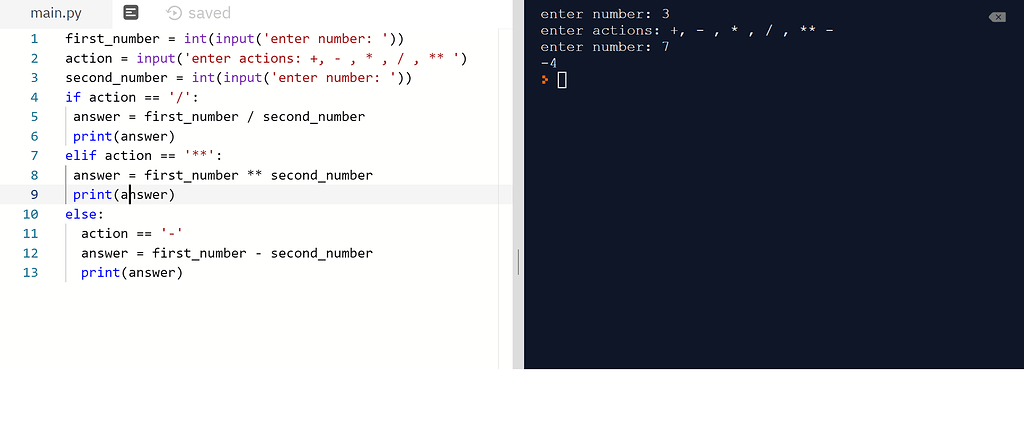 main.py saved
1 first_number = int(input('enter number: '))
2 action = input('enter actions: +, - , * , / , ** ')
3 second_number = int(input('enter number: '))
4 if action == '/':
5 answer = first_number / second_number
6 print(answer)
7 elif action == '**':
8 answer = first_number ** second_number
9 print(answer)
10 else:
11 action == '-'
12 answer = first_number - second_number
13 print(answer)
enter number: 3
enter actions: +, - , * , / , ** -
enter number: 7
-4